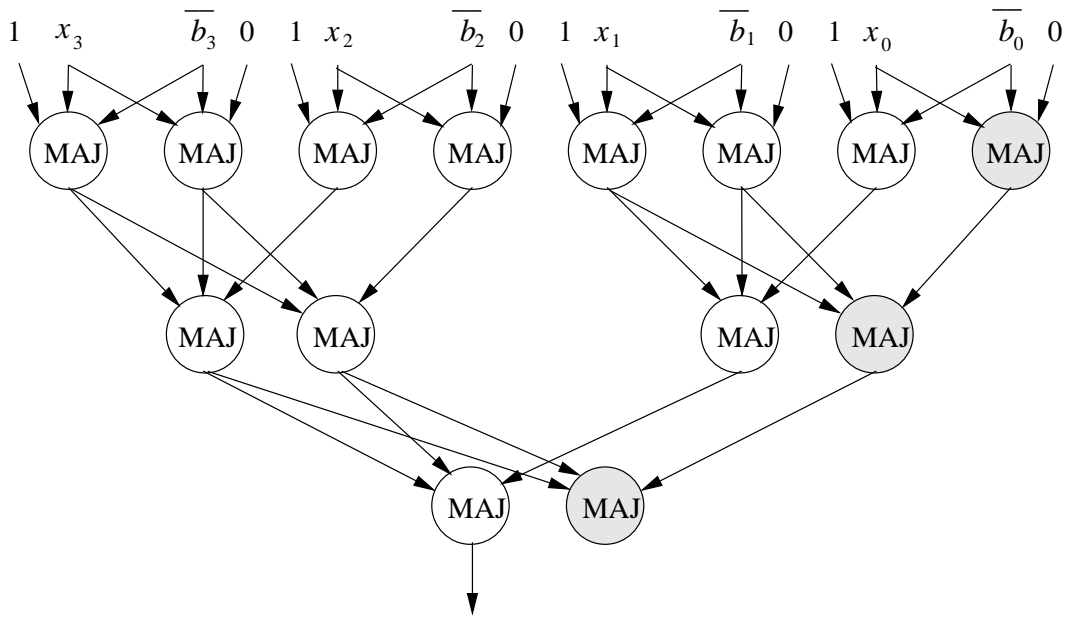 1 x₃ b̅₃ 0 1 x₂ b̅₂ 0 1 x₁ b̅₁ 0 1 x₀ b̅₀ 0
MAJ MAJ MAJ MAJ MAJ MAJ MAJ MAJ
MAJ MAJ MAJ MAJ
MAJ MAJ